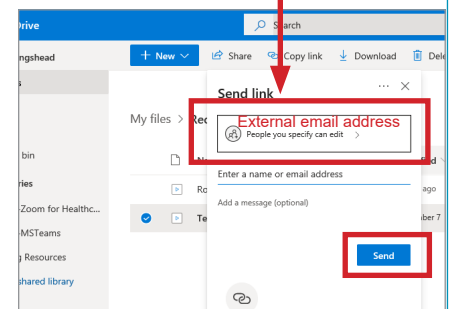 Drive
Search
ngshead
New
Share
Copy link
Download
Dele
s
Send link
My files > Rec
External email address
People you specify can edit
bin
Enter a name or email address
ries
Ro
ago
Add a message (optional)
-Zoom for Healthc...
Te
ber 7
-MSTeams
Send
Resources
shared library